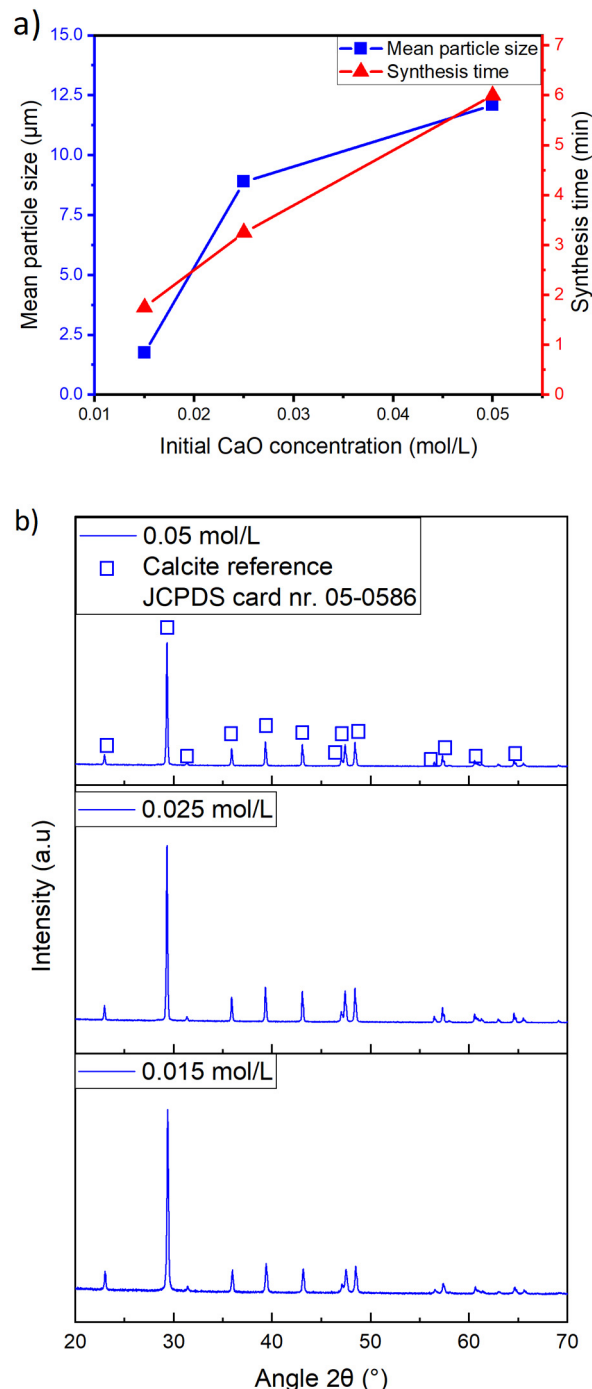 a)
Mean particle size (µm)
15.0
12.5
10.0
7.5
5.0
2.5
0.0
Mean particle size
Synthesis time
7
6
5
4
3
2
1
0
Synthesis time (min)
0.01 0.02 0.03 0.04 0.05
Initial CaO concentration (mol/L)
b)
Intensity (a.u)
0.05 mol/L
Calcite reference
JCPDS card nr. 05-0586
0.025 mol/L
0.015 mol/L
20 30 40 50 60 70
Angle 2θ (°)